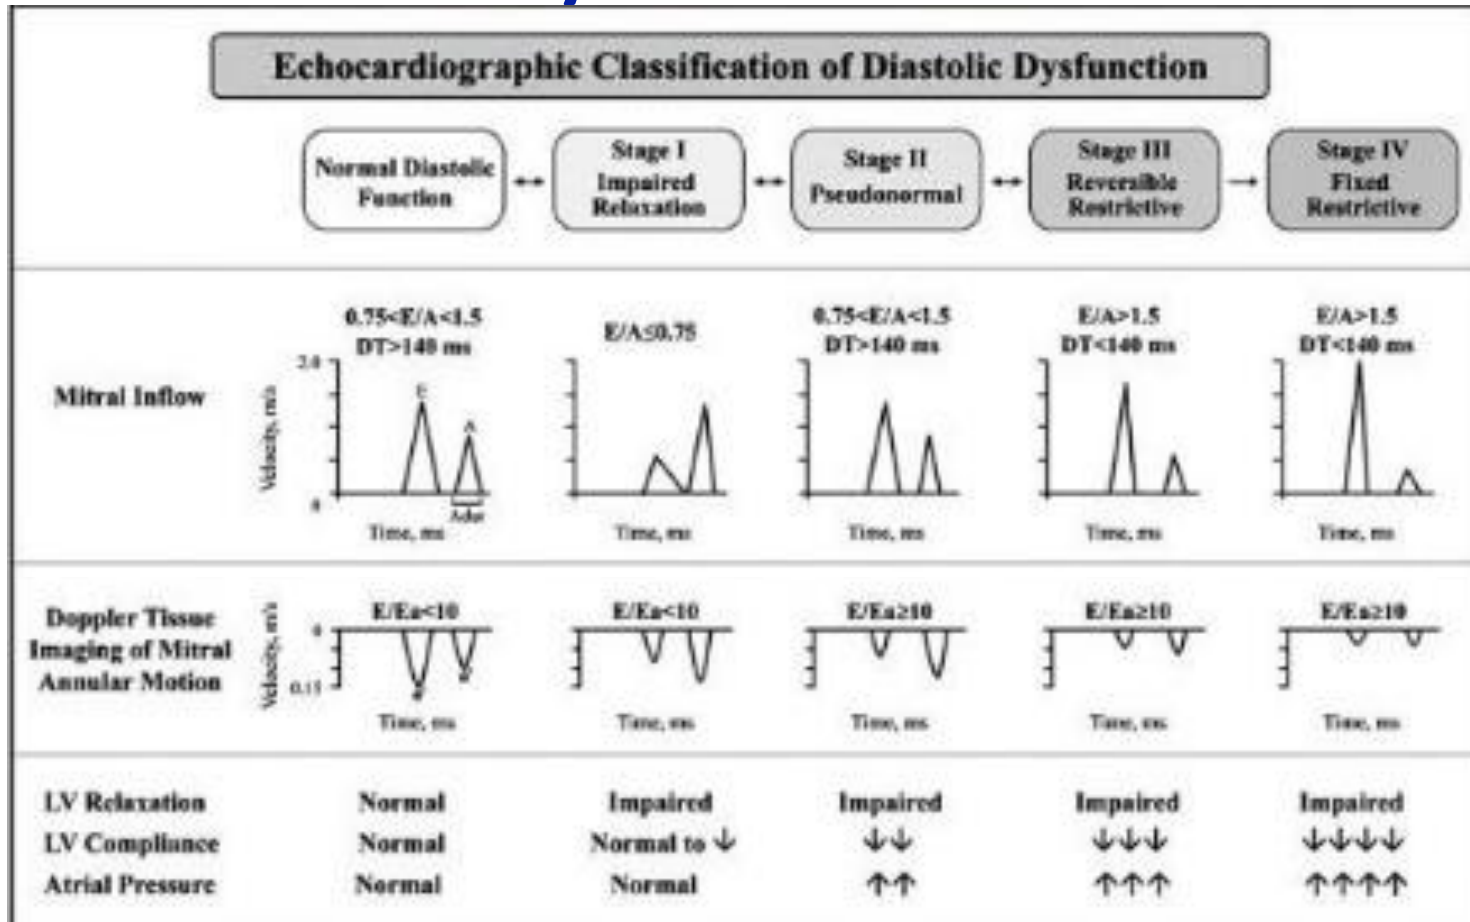 Echocardiographic Classification of Diastolic Dysfunction
Normal Diastolic
Function
↔
Stage I
Impaired
Relaxation
↔
Stage II
Pseudonormal
↔
Stage III
Reversible
Restrictive
→
Stage IV
Fixed
Restrictive
Mitral Inflow
Velocity, m/s
2.0
0
0.75<E/A<1.5
DT>140 ms
E
A
Adur
Time, ms
E/A≤0.75
Time, ms
0.75<E/A<1.5
DT>140 ms
Time, ms
E/A>1.5
DT<140 ms
Time, ms
E/A>1.5
DT<140 ms
Time, ms
Doppler Tissue
Imaging of Mitral
Annular Motion
Velocity, m/s
0
0.15
E/Ea<10
Time, ms
E/Ea<10
Time, ms
E/Ea≥10
Time, ms
E/Ea≥10
Time, ms
E/Ea≥10
Time, ms
LV Relaxation Normal Impaired Impaired Impaired Impaired
LV Compliance Normal Normal to ↓ ↓↓ ↓↓↓ ↓↓↓↓
Atrial Pressure Normal Normal ↑↑ ↑↑↑ ↑↑↑↑